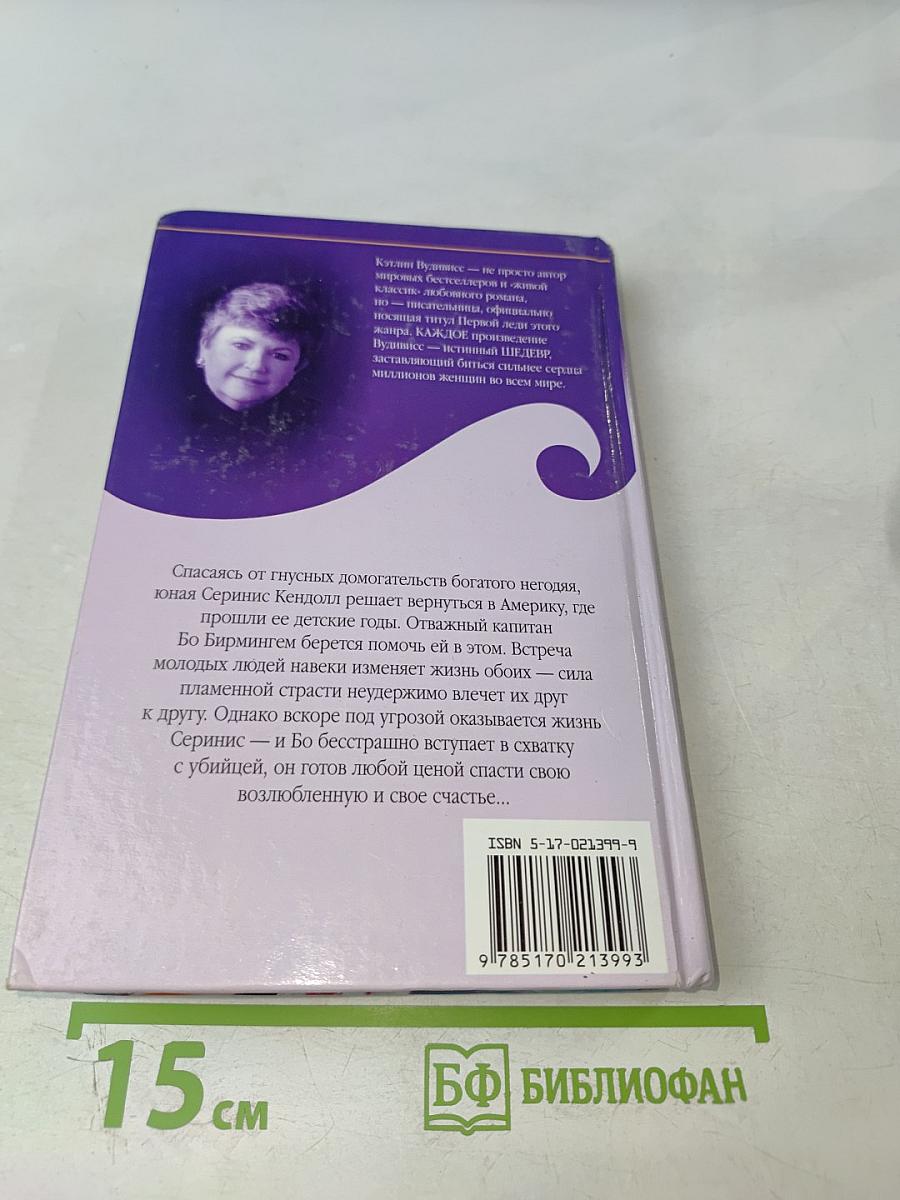 Кэтлин Вудивисс — не просто автор
мировых бестселлеров и «живой
классик» любовного романа,
но — писательница, официально
носящая титул Первой леди этого
жанра. КАЖДОЕ произведение
Вудивисс — истинный ШЕДЕВР,
заставляющий биться сильнее сердца
миллионов женщин во всем мире.
Спасаясь от гнусных домогательств богатого негодяя,
юная Серинис Кендолл решает вернуться в Америку, где
прошли ее детские годы. Отважный капитан
Бо Бирмингем берется помочь ей в этом. Встреча
молодых людей навеки изменяет жизнь обоих — сила
пламенной страсти неудержимо влечет их друг
к другу. Однако вскоре под угрозой оказывается жизнь
Серинис — и Бо бесстрашно вступает в схватку
с убийцей, он готов любой ценой спасти свою
возлюбленную и свое счастье...
ISBN 5-17-021399-9
9 785170 213993
15 см
БФ БИБЛИОФАН